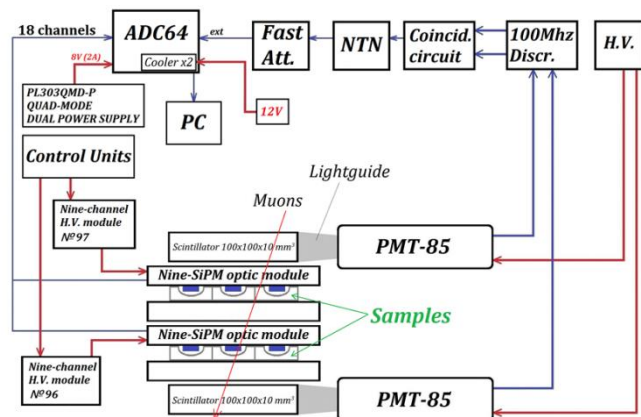 18 channels
ADC64
ext
Fast
Att.
NTN
Coincid.
circuit
100Mhz
Discr.
H.V.
8V (2A)
Cooler x2
PL303QMD-P
QUAD-MODE
DUAL POWER SUPPLY
PC
12V
Control Units
Lightguide
Muons
Nine-channel
H.V. module
№97
Scintillator 100x100x10 mm³
PMT-85
Nine-SiPM optic module
Samples
Nine-SiPM optic module
Nine-channel
H.V. module
№96
Scintillator 100x100x10 mm³
PMT-85